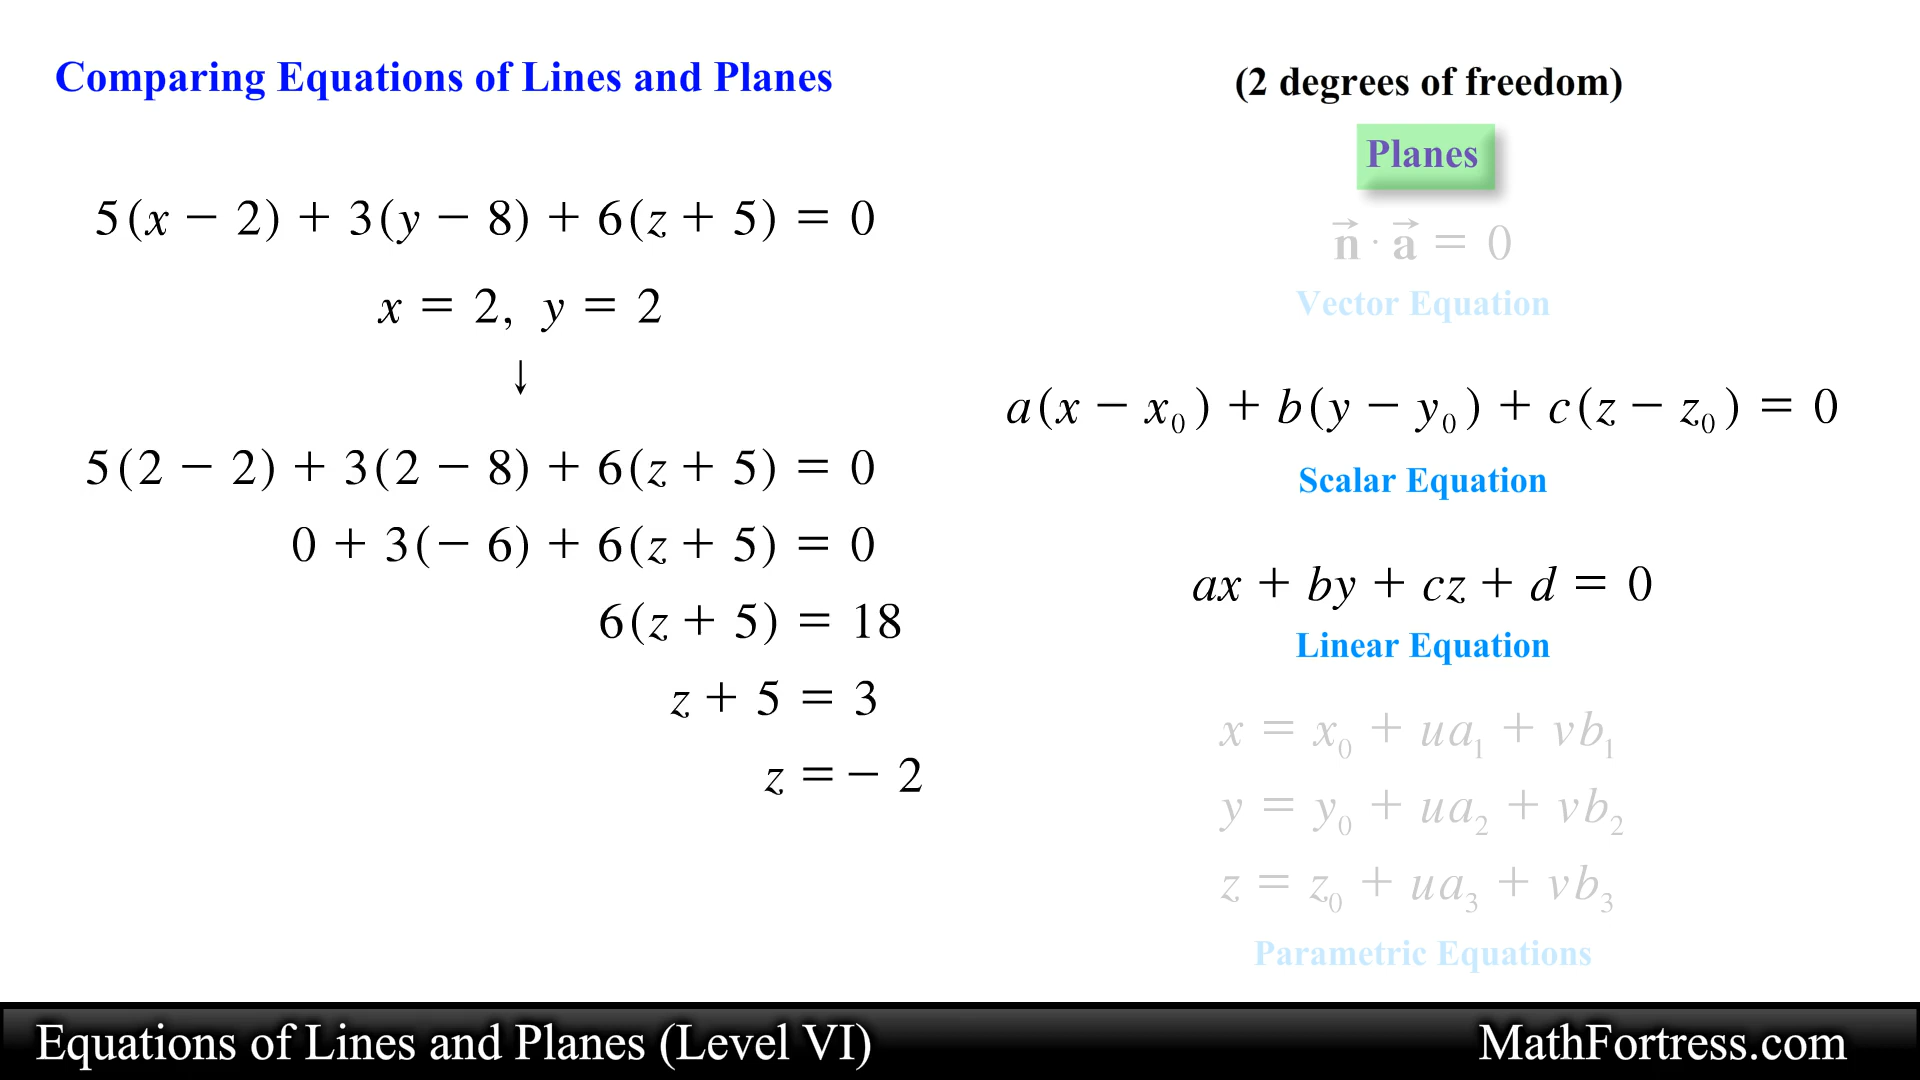 Comparing Equations of Lines and Planes
5(x − 2) + 3(y − 8) + 6(z + 5) = 0
x = 2, y = 2
↓
5(2 − 2) + 3(2 − 8) + 6(z + 5) = 0
0 + 3(− 6) + 6(z + 5) = 0
6(z + 5) = 18
z + 5 = 3
z = − 2
(2 degrees of freedom)
Planes
n⃗ · a⃗ = 0
Vector Equation
a(x − x₀) + b(y − y₀) + c(z − z₀) = 0
Scalar Equation
ax + by + cz + d = 0
Linear Equation
x = x₀ + ua₁ + vb₁
y = y₀ + ua₂ + vb₂
z = z₀ + ua₃ + vb₃
Parametric Equations
Equations of Lines and Planes (Level VI)
MathFortress.com